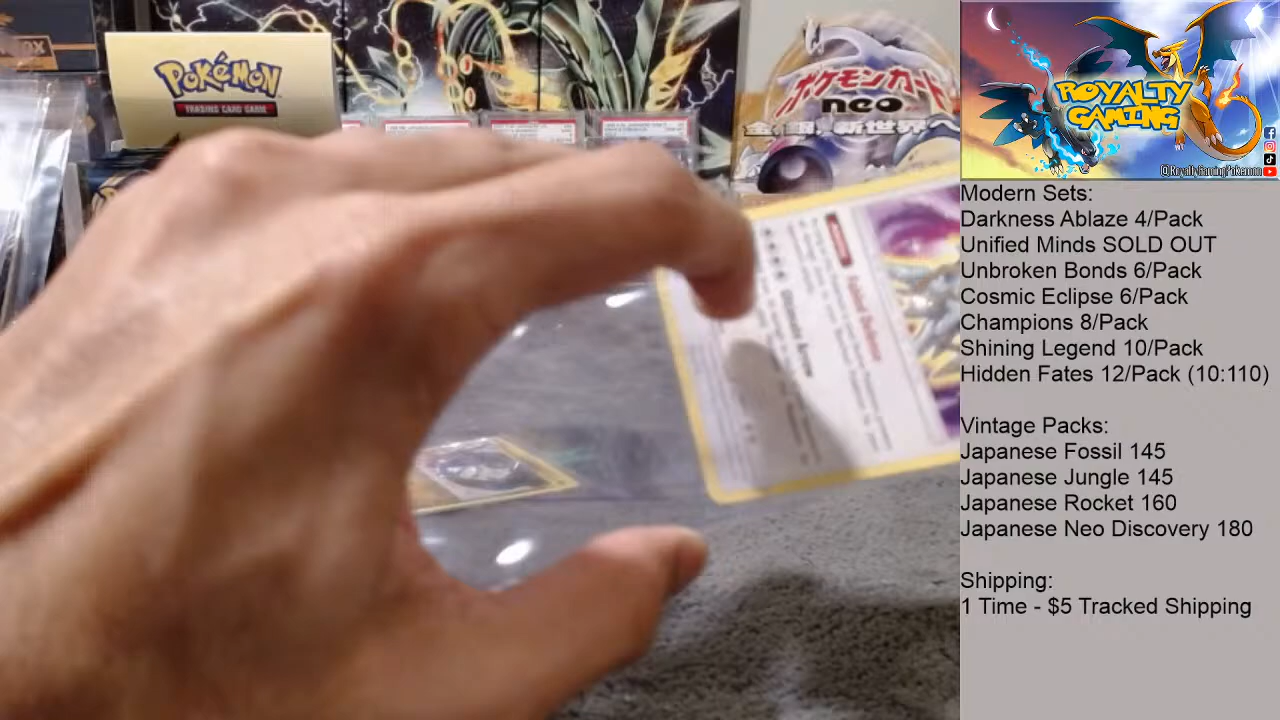 POKéMON
TRADING CARD GAME
ポケモンカード
neo
ROYALTY
GAMING
@RoyaltyGamingPokemon
Modern Sets:
Darkness Ablaze 4/Pack
Unified Minds SOLD OUT
Unbroken Bonds 6/Pack
Cosmic Eclipse 6/Pack
Champions 8/Pack
Shining Legend 10/Pack
Hidden Fates 12/Pack (10:110)
Vintage Packs:
Japanese Fossil 145
Japanese Jungle 145
Japanese Rocket 160
Japanese Neo Discovery 180
Shipping:
1 Time - $5 Tracked Shipping